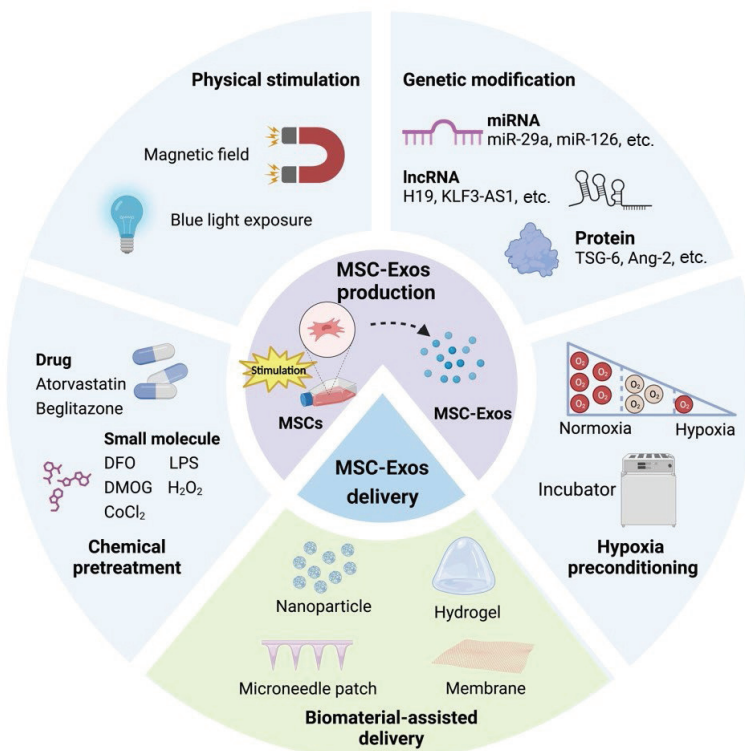 Physical stimulation
Magnetic field
Blue light exposure
Genetic modification
miRNA
miR-29a, miR-126, etc.
lncRNA
H19, KLF3-AS1, etc.
Protein
TSG-6, Ang-2, etc.
MSC-Exos
production
Stimulation
MSCs
MSC-Exos
MSC-Exos
delivery
Drug
Atorvastatin
Beglitazone
Small molecule
DFO LPS
DMOG H₂O₂
CoCl₂
Chemical
pretreatment
O₂ O₂
O₂ O₂ O₂ O₂
O₂ O₂ O₂
Normoxia Hypoxia
Incubator
Hypoxia
preconditioning
Nanoparticle
Hydrogel
Microneedle patch
Membrane
Biomaterial-assisted
delivery